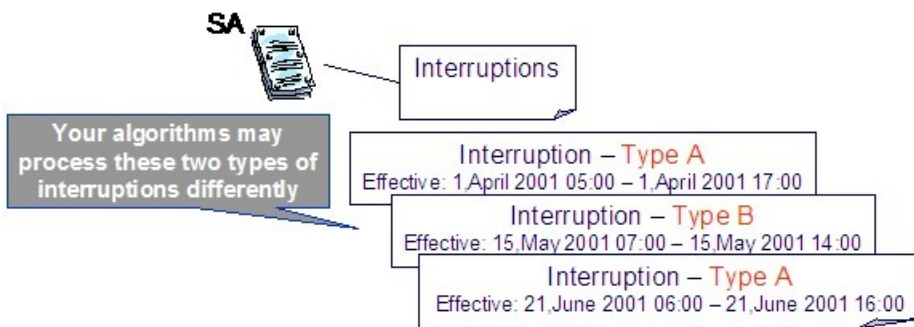 SA
Interruptions
Your algorithms may
process these two types of
interruptions differently
Interruption – Type A
Effective: 1,April 2001 05:00 – 1,April 2001 17:00
Interruption – Type B
Effective: 15,May 2001 07:00 – 15,May 2001 14:00
Interruption – Type A
Effective: 21,June 2001 06:00 – 21,June 2001 16:00